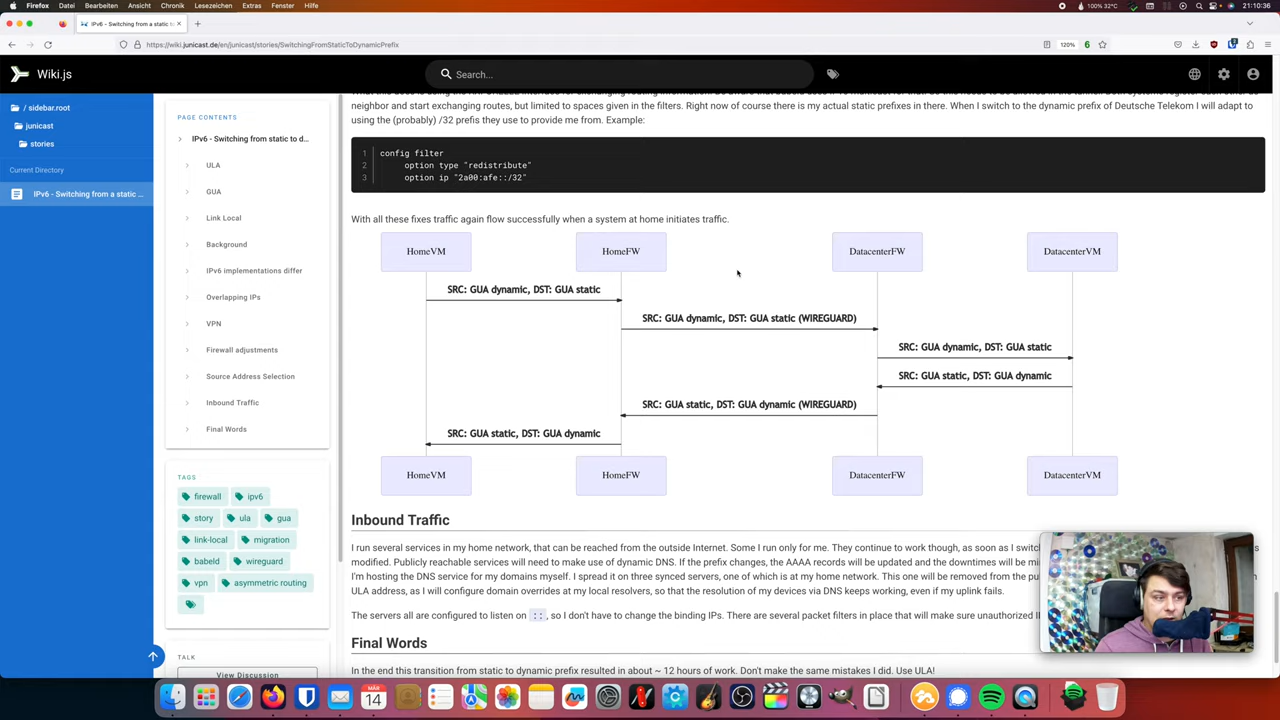 Firefox Ablage Bearbeiten Ansicht Chronik Lesezeichen Extras Fenster Hilfe
100% 32°C
21:10:36
IPv6 - Switching from a static to
https://wiki.junicast.de/en/junicast/stories/SwitchingFromStaticToDynamicPrefix
120%
6
Wiki.js
Search...
/ sidebar.root
junicast
stories
Current Directory
IPv6 - Switching from a static ...
PAGE CONTENTS
IPv6 - Switching from static to d...
ULA
GUA
Link Local
Background
IPv6 implementations differ
Overlapping IPs
VPN
Firewall adjustments
Source Address Selection
Inbound Traffic
Final Words
TAGS
firewall
ipv6
story
ula
gua
link-local
migration
babeld
wireguard
vpn
asymmetric routing
TALK
View Discussion
neighbor and start exchanging routes, but limited to spaces given in the filters. Right now of course there is my actual static prefixes in there. When I switch to the dynamic prefix of Deutsche Telekom I will adapt to
using the (probably) /32 prefis they use to provide me from. Example:
1 config filter
2 option type "redistribute"
3 option ip "2a00:afe::/32"
With all these fixes traffic again flow successfully when a system at home initiates traffic.
HomeVM HomeFW DatacenterFW DatacenterVM
SRC: GUA dynamic, DST: GUA static
SRC: GUA dynamic, DST: GUA static (WIREGUARD)
SRC: GUA dynamic, DST: GUA static
SRC: GUA static, DST: GUA dynamic
SRC: GUA static, DST: GUA dynamic (WIREGUARD)
SRC: GUA static, DST: GUA dynamic
HomeVM HomeFW DatacenterFW DatacenterVM
Inbound Traffic
I run several services in my home network, that can be reached from the outside Internet. Some I run only for me. They continue to work though, as soon as I switc
modified. Publicly reachable services will need to make use of dynamic DNS. If the prefix changes, the AAAA records will be updated and the downtimes will be mi
I'm hosting the DNS service for my domains myself. I spread it on three synced servers, one of which is at my home network. This one will be removed from the pu
ULA address, as I will configure domain overrides at my local resolvers, so that the resolution of my devices via DNS keeps working, even if my uplink fails.
The servers all are configured to listen on :: , so I don't have to change the binding IPs. There are several packet filters in place that will make sure unauthorized I
Final Words
In the end this transition from static to dynamic prefix resulted in about ~ 12 hours of work. Don't make the same mistakes I did. Use ULA!
MÄR
14